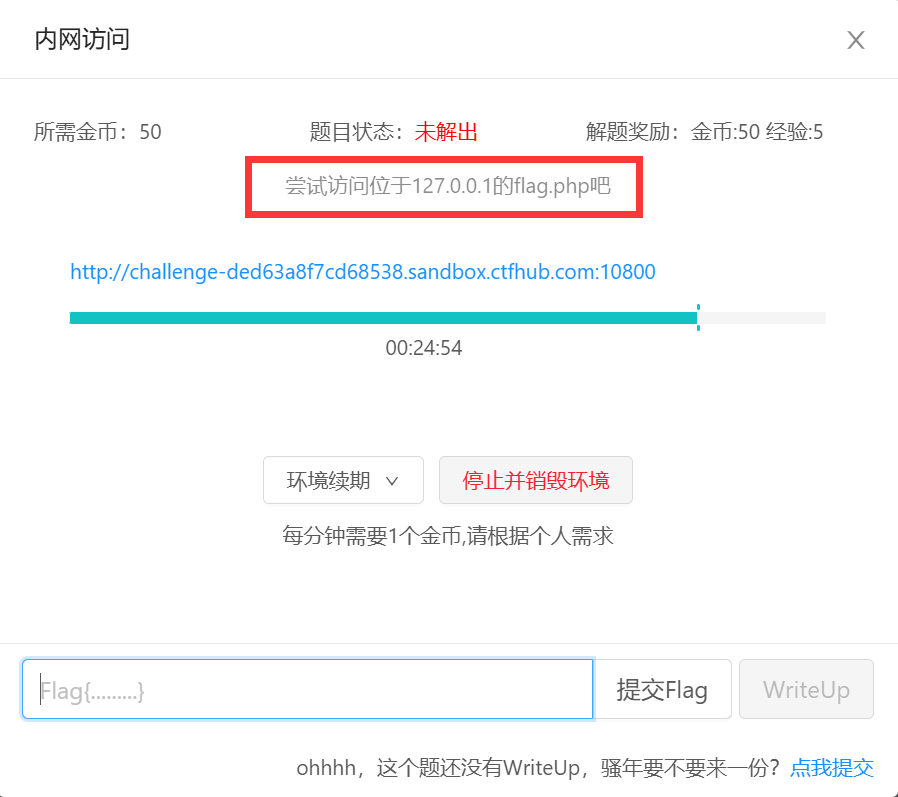 内网访问
所需金币：50 题目状态：未解出 解题奖励：金币:50 经验:5
尝试访问位于127.0.0.1的flag.php吧
http://challenge-ded63a8f7cd68538.sandbox.ctfhub.com:10800
00:24:54
环境续期 停止并销毁环境
每分钟需要1个金币,请根据个人需求
Flag{.........} 提交Flag WriteUp
ohhhh，这个题还没有WriteUp，骚年要不要来一份？点我提交